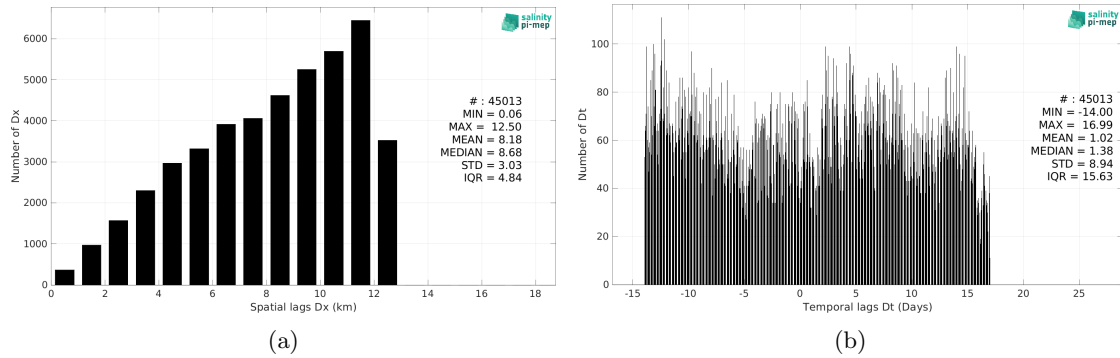 salinity
pi-mep
6000
5000
4000
3000
2000
1000
0
Number of Dx
# : 45013
MIN = 0.06
MAX = 12.50
MEAN = 8.18
MEDIAN = 8.68
STD = 3.03
IQR = 4.84
0 2 4 6 8 10 12 14 16 18
Spatial lags Dx (km)
(a)
salinity
pi-mep
100
80
60
40
20
0
Number of Dt
# : 45013
MIN = -14.00
MAX = 16.99
MEAN = 1.02
MEDIAN = 1.38
STD = 8.94
IQR = 15.63
-15 -10 -5 0 5 10 15 20 25
Temporal lags Dt (Days)
(b)